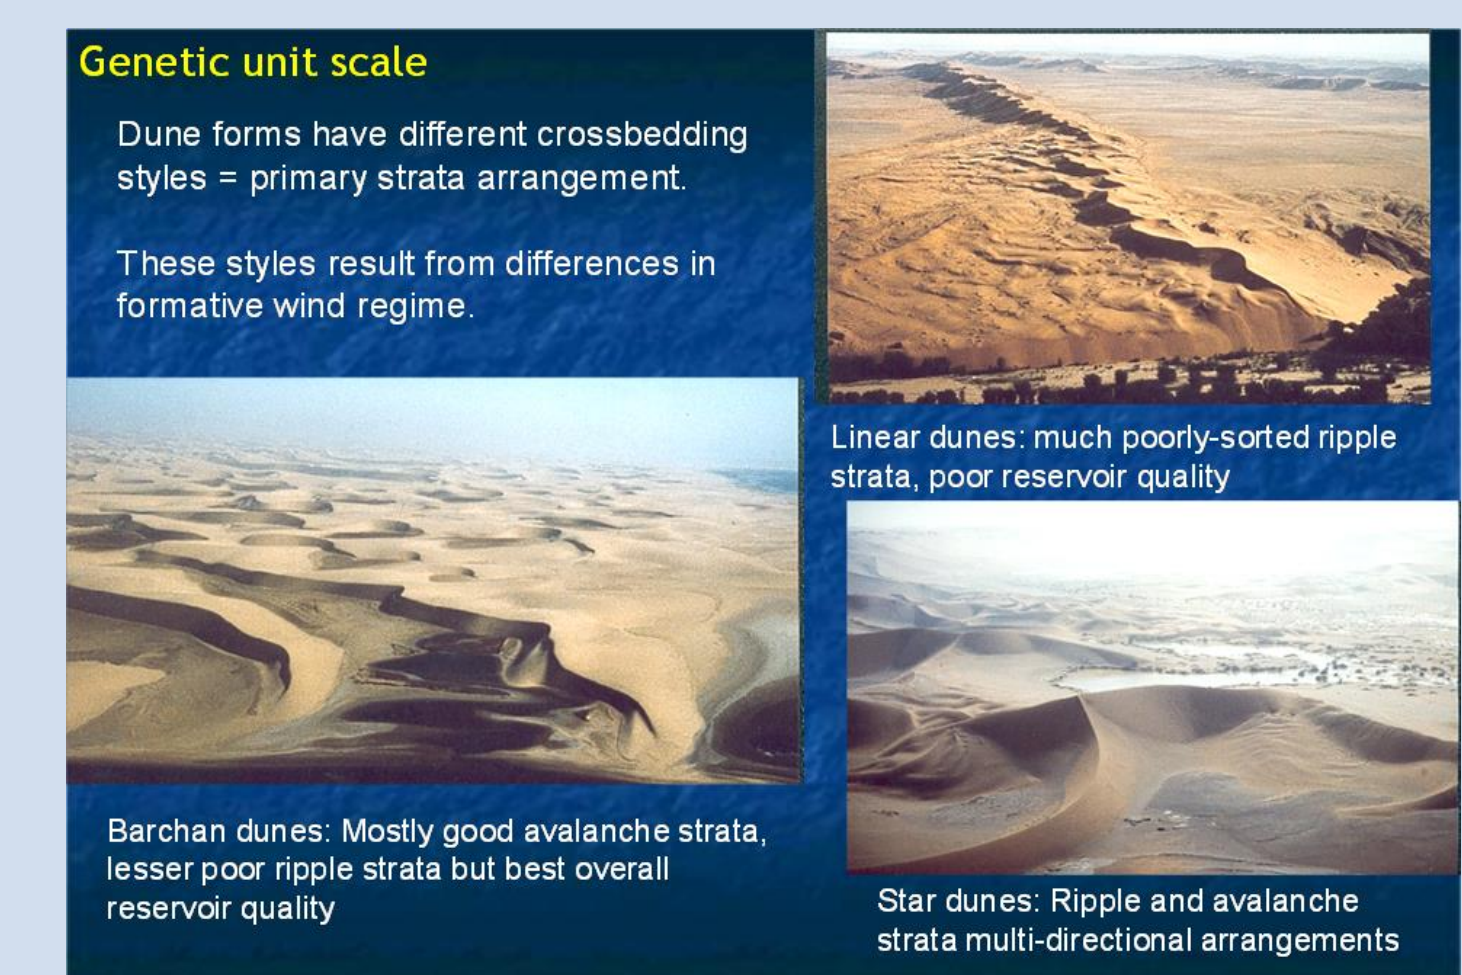 Genetic unit scale
Dune forms have different crossbedding
styles = primary strata arrangement.
These styles result from differences in
formative wind regime.
Linear dunes: much poorly-sorted ripple
strata, poor reservoir quality
Barchan dunes: Mostly good avalanche strata,
lesser poor ripple strata but best overall
reservoir quality
Star dunes: Ripple and avalanche
strata multi-directional arrangements